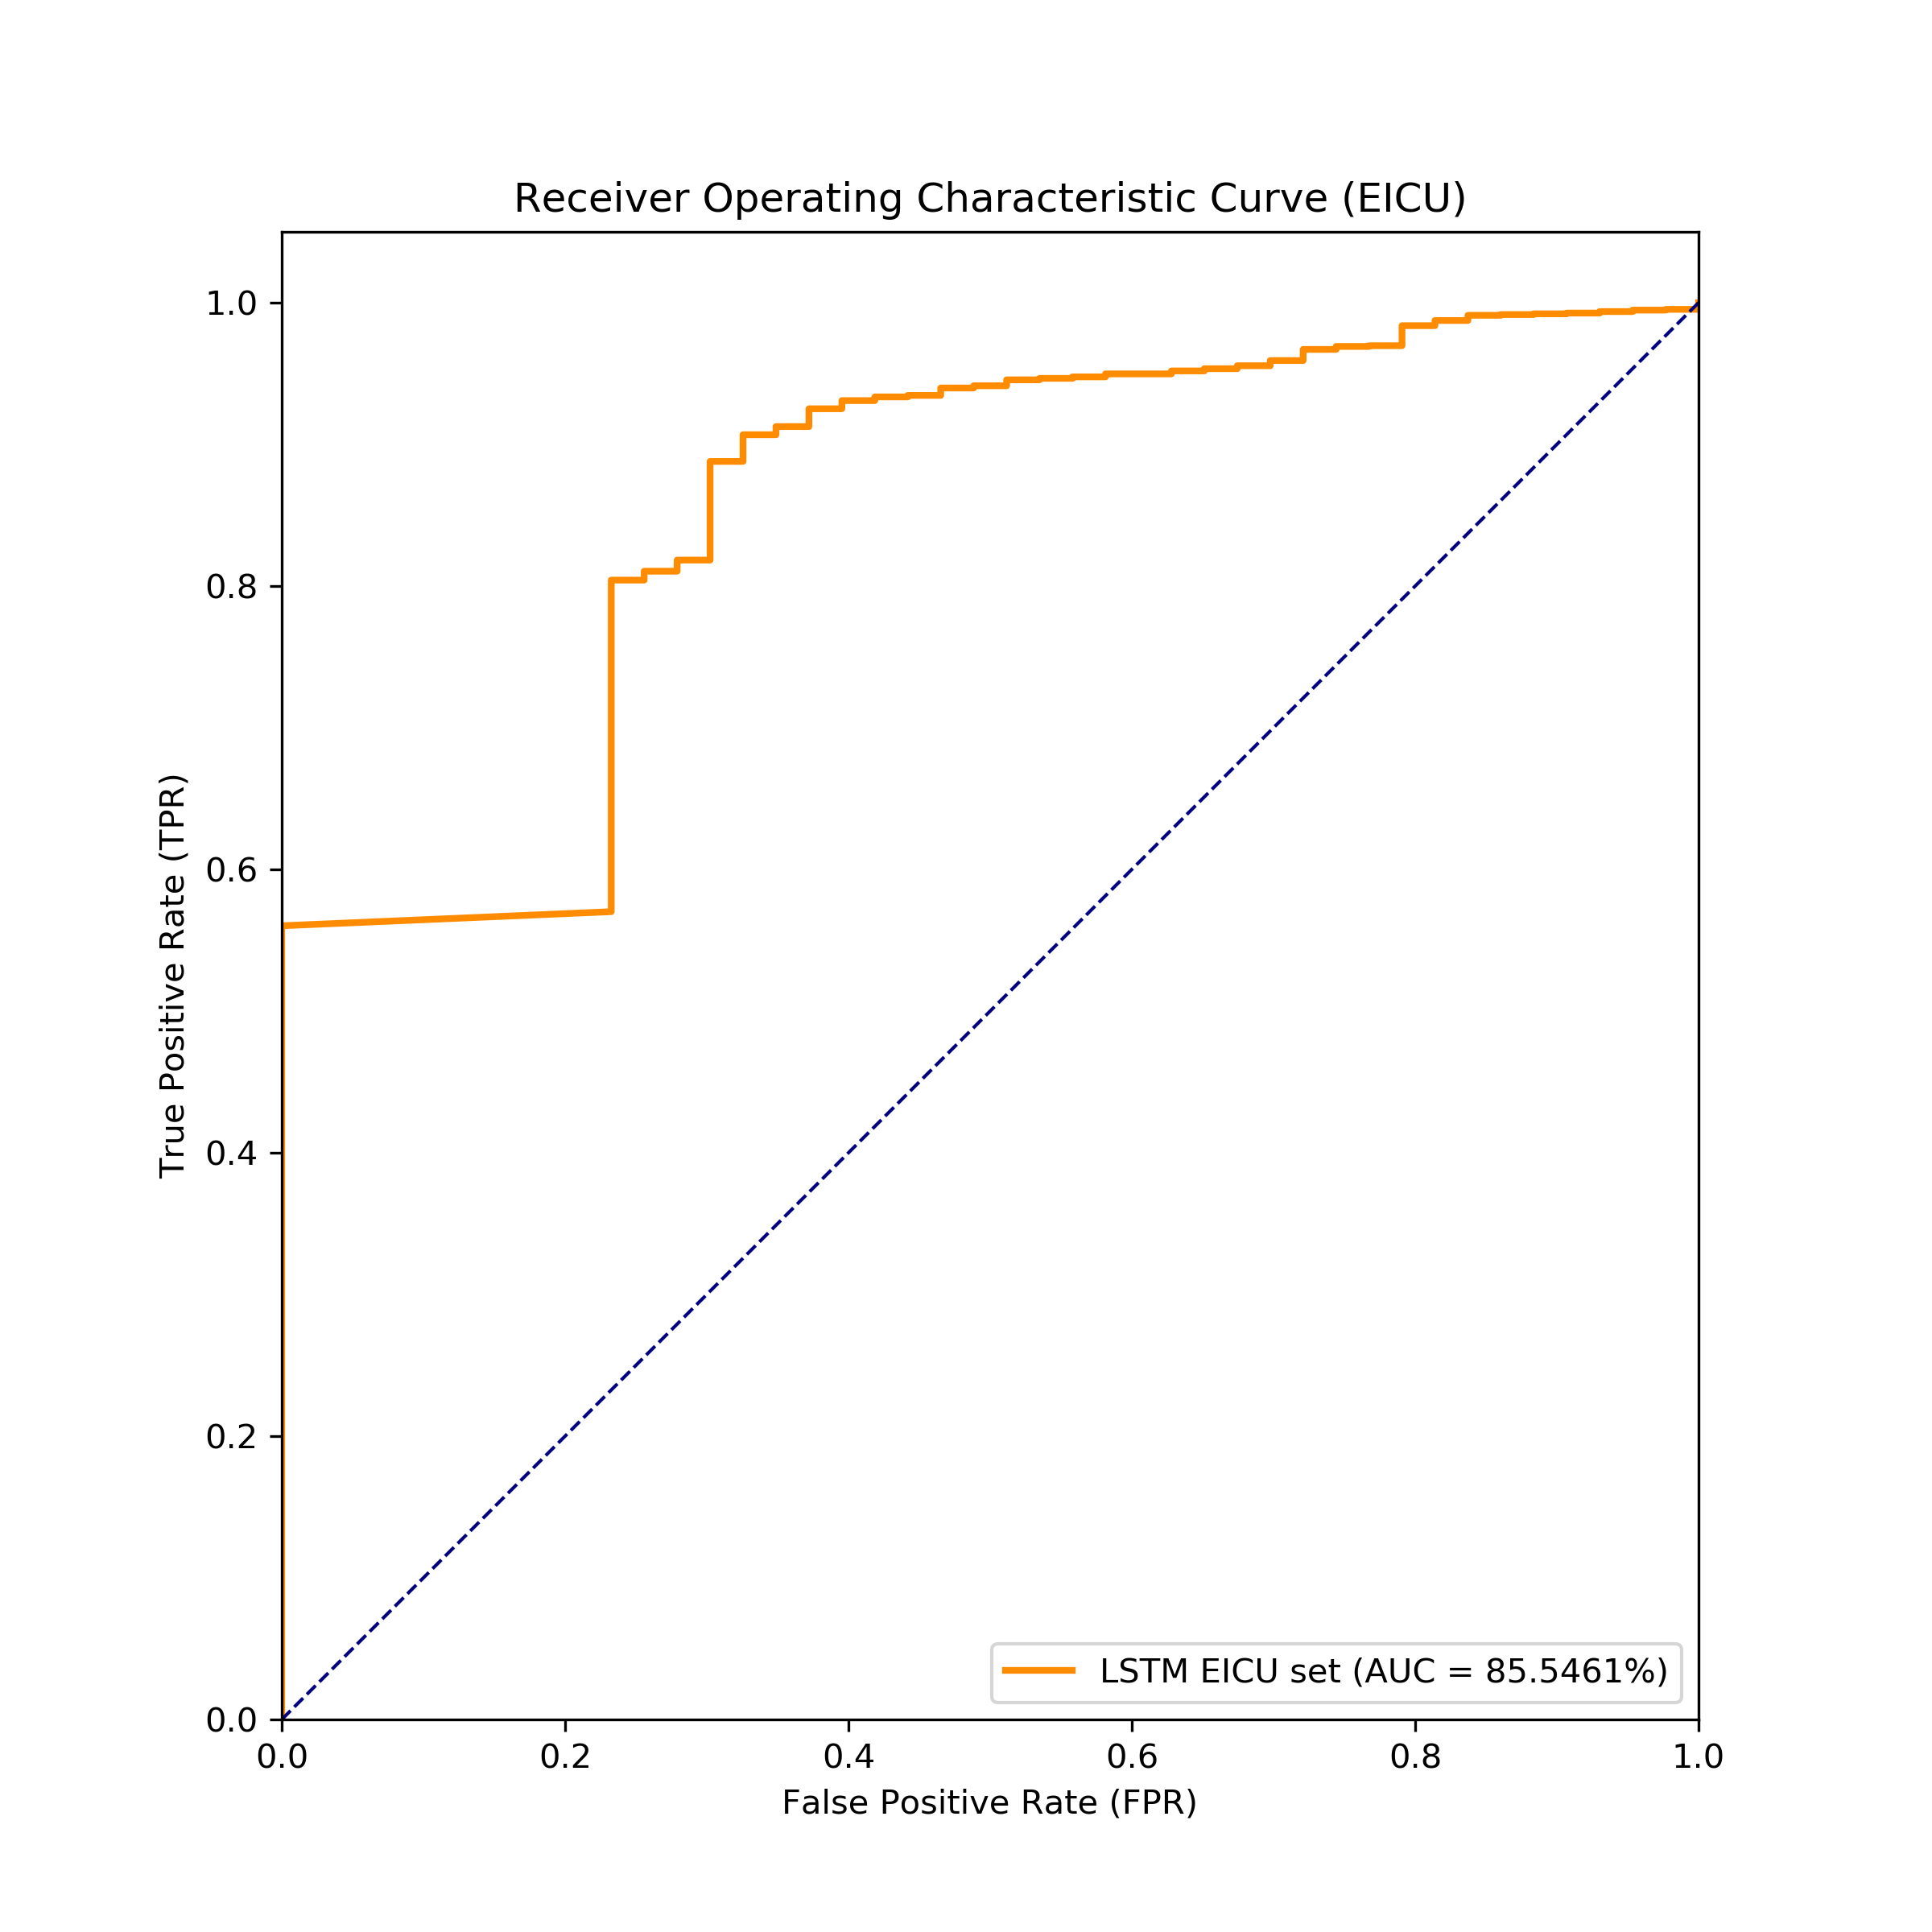 Receiver Operating Characteristic Curve (EICU)
1.0
0.8
0.6
0.4
0.2
0.0
True Positive Rate (TPR)
LSTM EICU set (AUC = 85.5461%)
0.0 0.2 0.4 0.6 0.8 1.0
False Positive Rate (FPR)